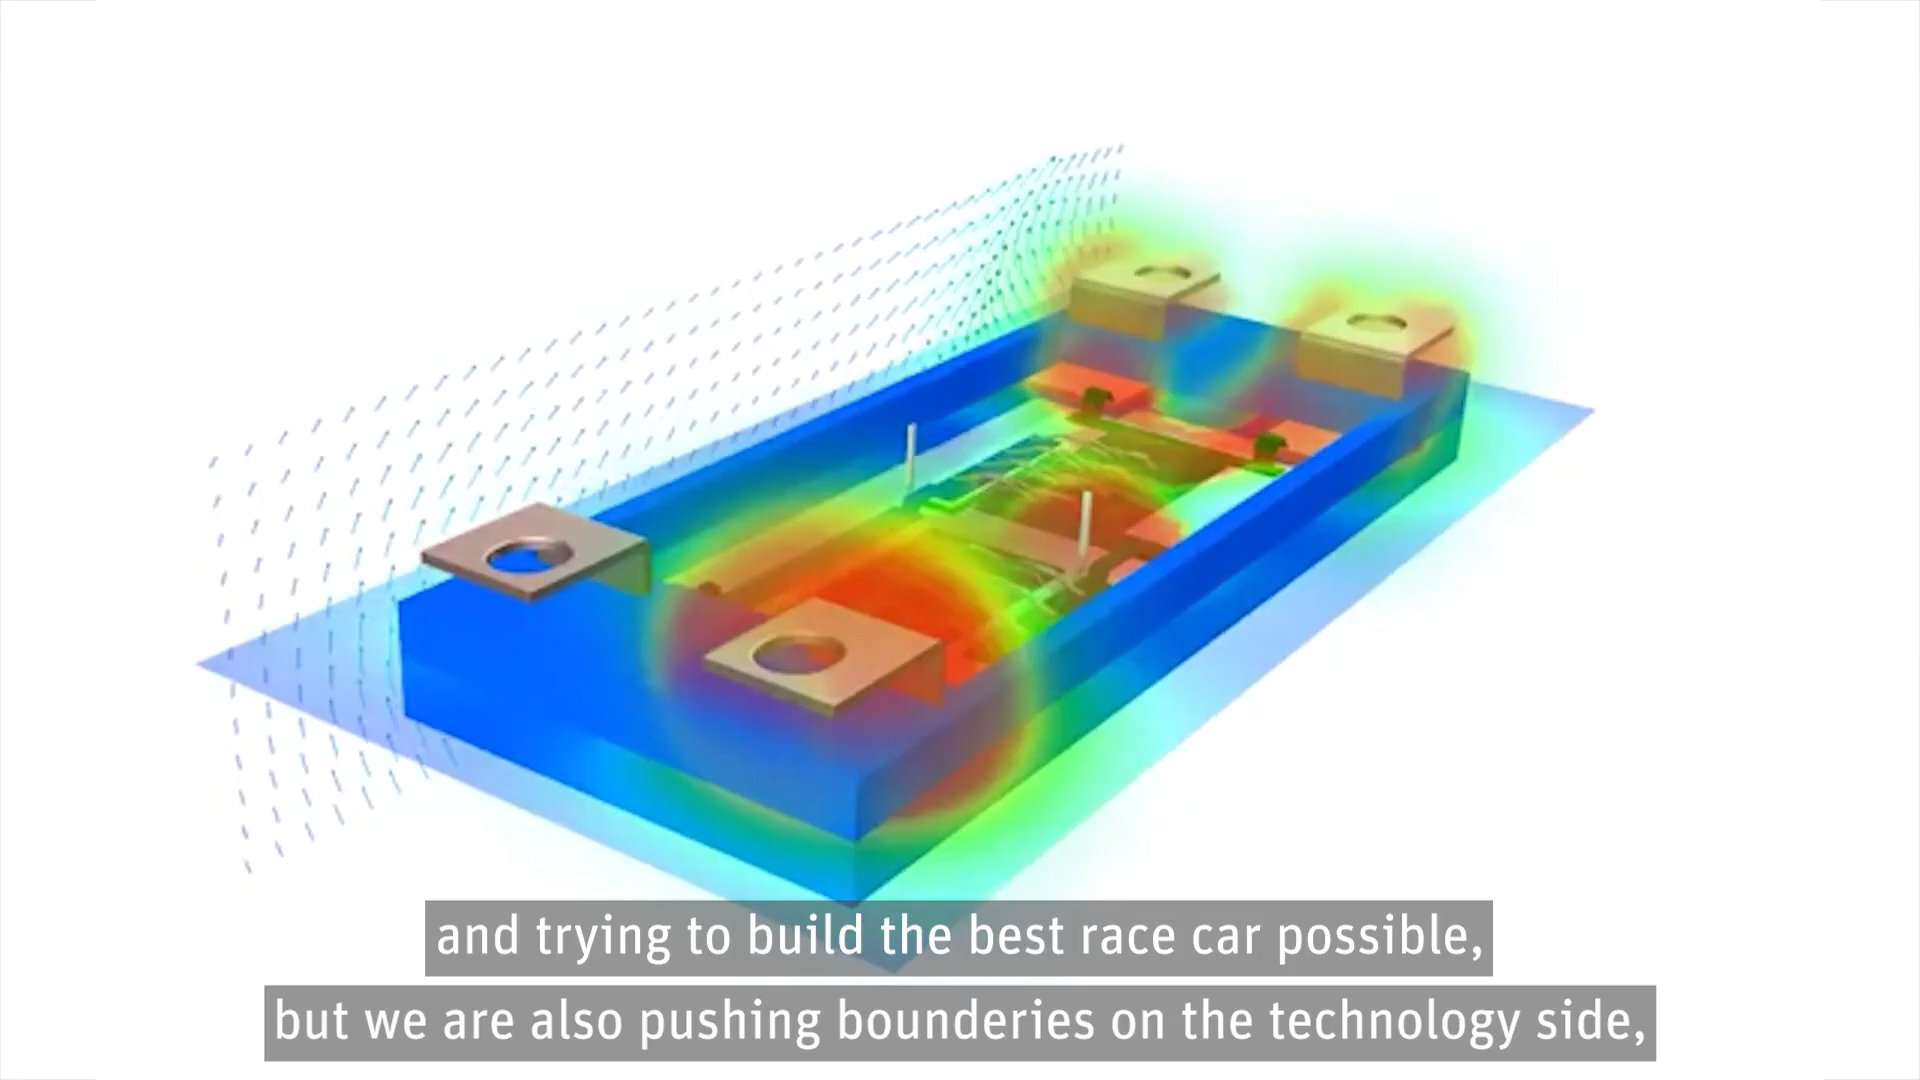 and trying to build the best race car possible,
but we are also pushing bounderies on the technology side,